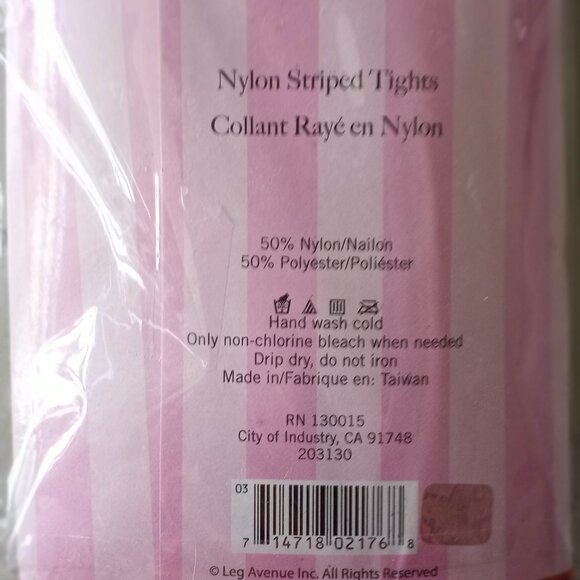 Nylon Striped Tights
Collant Rayé en Nylon
50% Nylon/Nailon
50% Polyester/Poliéster
Hand wash cold
Only non-chlorine bleach when needed
Drip dry, do not iron
Made in/Fabrique en: Taiwan
RN 130015
City of Industry, CA 91748
203130
03
7 14718 02176 8
© Leg Avenue Inc. All Rights Reserved